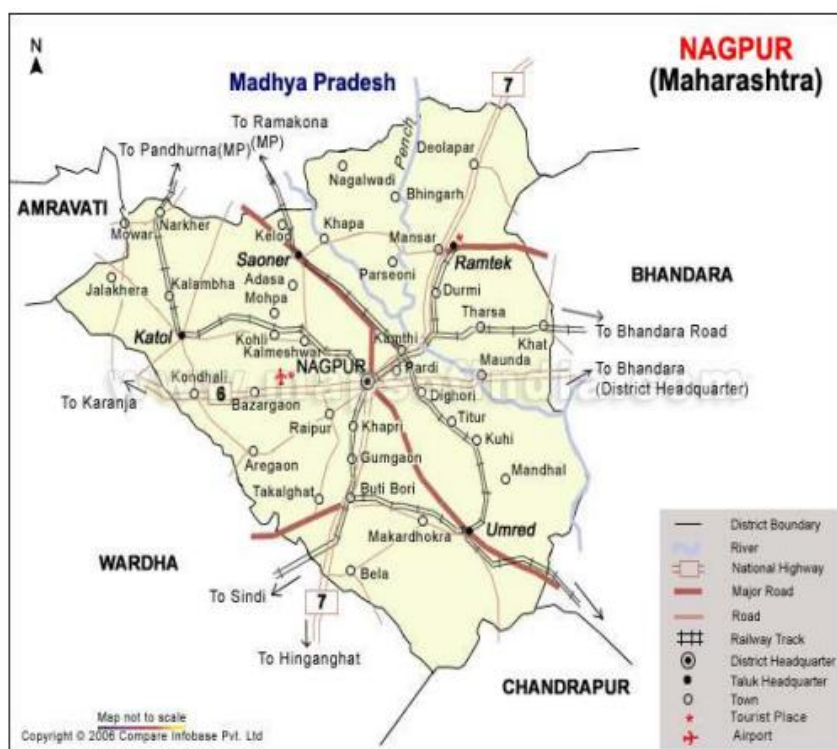 N
NAGPUR
(Maharashtra)
Madhya Pradesh
7
To Ramakona
(MP)
To Pandhurna(MP)
Pench
Deolapar
Nagalwadi
Bhingarh
AMRAVATI
Narkher
Mowar
Kelod
Khapa
Mansar
Saoner
Ramtek
Parseoni
BHANDARA
Jalakhera
Kalambha
Adasa
Mohpa
Durmi
Tharsa
To Bhandara Road
Katol
Kohli
Kamthi
Khat
Kalmeshwar
NAGPUR
Pardi
Maunda
To Bhandara
(District Headquarter)
Kondhali
6
Bazargaon
Dighori
To Karanja
Raipur
Khapri
Titur
Kuhi
Aregaon
Gumgaon
Mandhal
Takalghat
Buti Bori
Makardhokra
Umred
WARDHA
Bela
To Sindi
7
To Hinganghat
CHANDRAPUR
District Boundary
River
National Highway
Major Road
Road
Railway Track
District Headquarter
Taluk Headquarter
Town
Tourist Place
Airport
Map not to scale
Copyright © 2006 Compare Infobase Pvt. Ltd